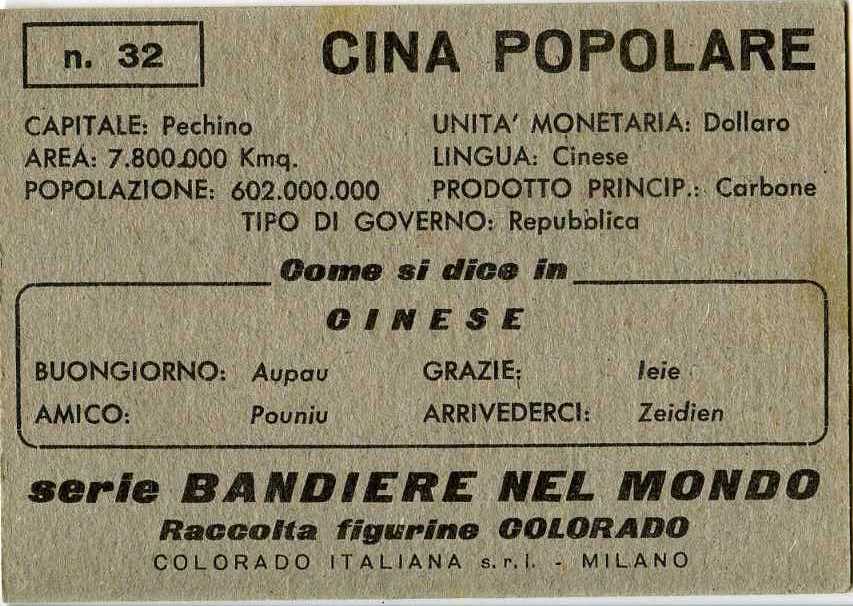 n. 32
CINA POPOLARE
CAPITALE: Pechino
UNITA' MONETARIA: Dollaro
AREA: 7.800.000 Kmq.
LINGUA: Cinese
POPOLAZIONE: 602.000.000
PRODOTTO PRINCIP.: Carbone
TIPO DI GOVERNO: Repubblica
Come si dice in
CINESE
BUONGIORNO: Aupau
GRAZIE: Ieie
AMICO: Pouniu
ARRIVEDERCI: Zeidien
serie BANDIERE NEL MONDO
Raccolta figurine COLORADO
COLORADO ITALIANA s.r.l. - MILANO